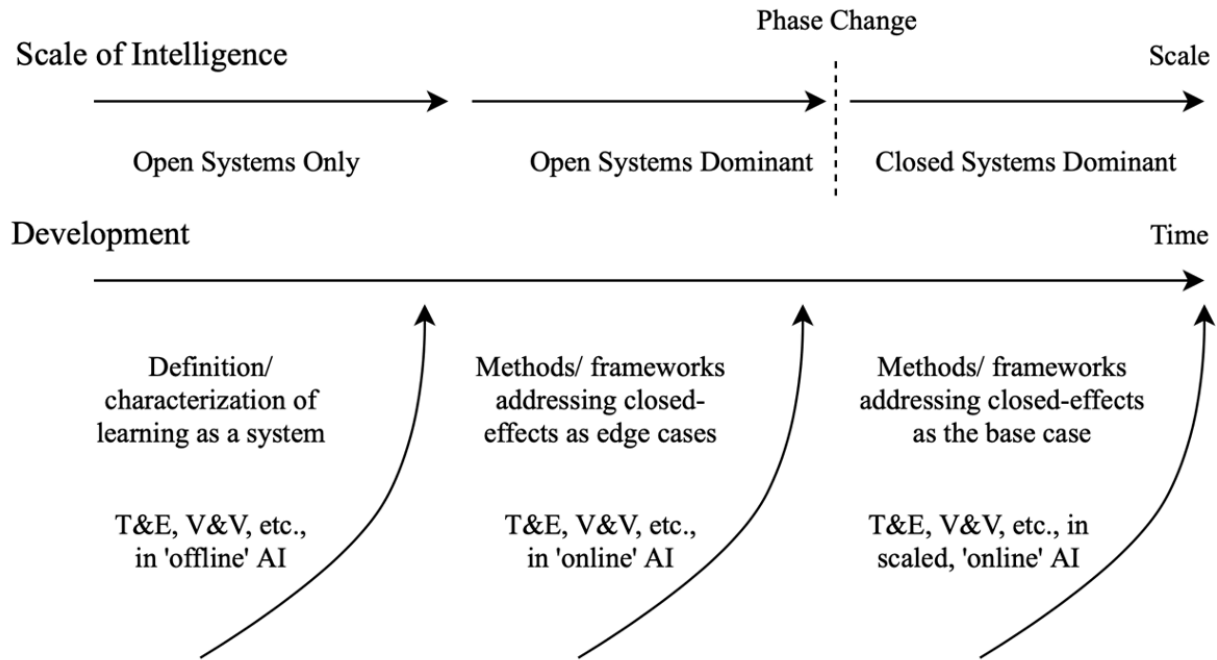 Phase Change
Scale of Intelligence
Scale
Open Systems Only
Open Systems Dominant
Closed Systems Dominant
Development
Time
Definition/
characterization of
learning as a system
T&E, V&V, etc.,
in 'offline' AI
Methods/ frameworks
addressing closed-
effects as edge cases
T&E, V&V, etc.,
in 'online' AI
Methods/ frameworks
addressing closed-effects
as the base case
T&E, V&V, etc., in
scaled, 'online' AI